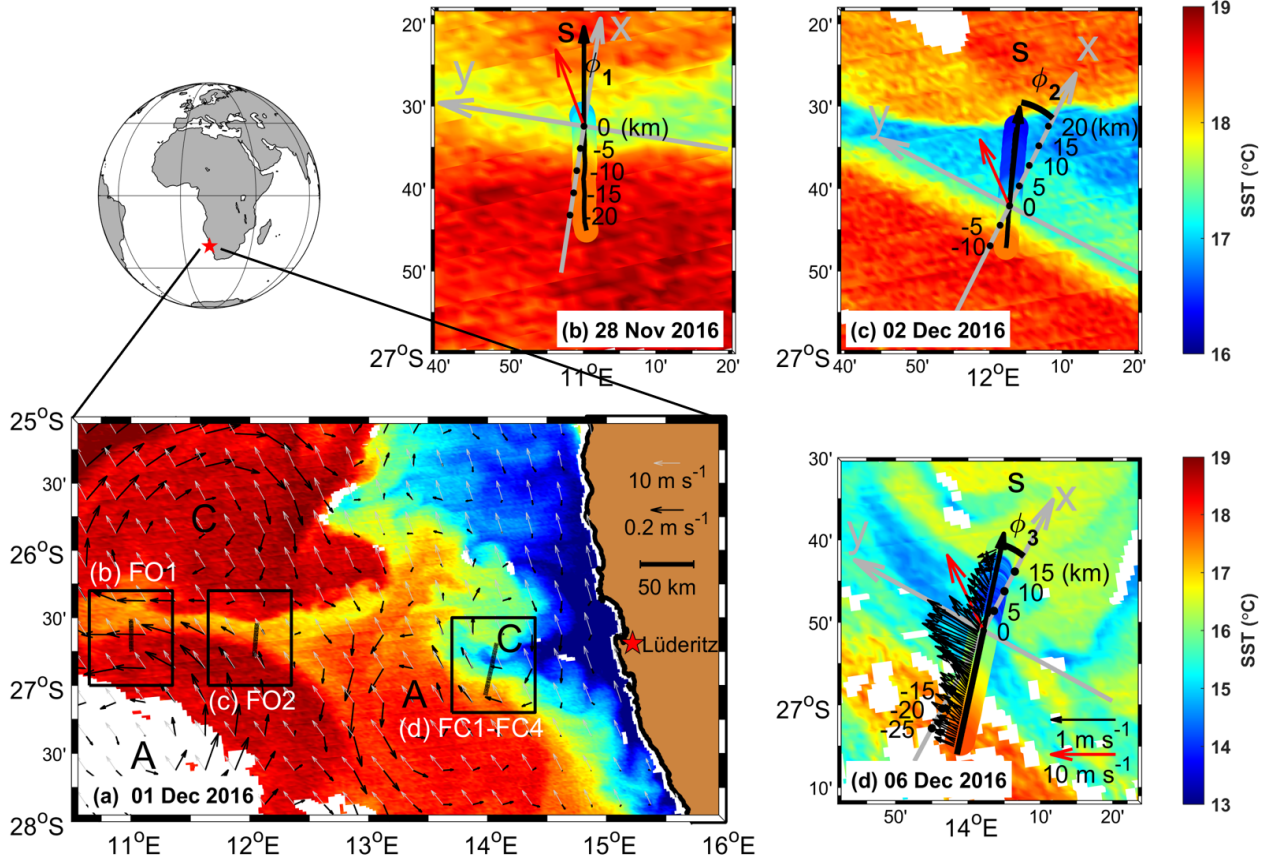 20'
30'
40'
50'
27°S
40'
50'
11°E
10'
20'
S
x
y
ϕ1
0 (km)
-5
-10
-15
-20
(b) 28 Nov 2016
20'
30'
40'
50'
27°S
40'
50'
12°E
10'
20'
S
x
y
ϕ2
20 (km)
15
10
5
0
-5
-10
(c) 02 Dec 2016
19
18
17
16
SST (°C)
25°S
30'
26°S
30'
27°S
30'
28°S
11°E
12°E
13°E
14°E
15°E
16°E
C
(b) FO1
(c) FO2
A
A
C
(d) FC1-FC4
10 m s-1
0.2 m s-1
50 km
Lüderitz
(a) 01 Dec 2016
30'
40'
50'
27°S
10'
50'
14°E
10'
20'
S
x
y
ϕ3
15 (km)
10
5
0
-15
-20
-25
1 m s-1
10 m s-1
(d) 06 Dec 2016
19
18
17
16
15
14
13
SST (°C)